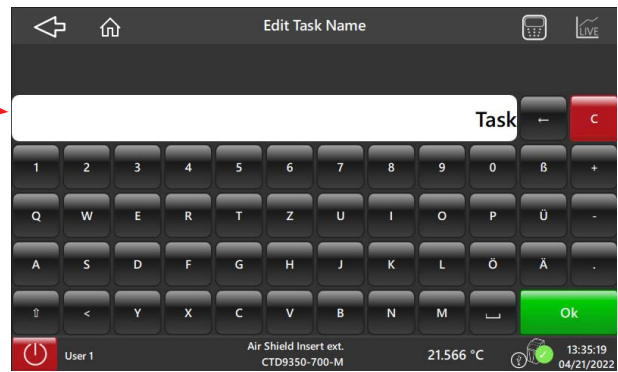 Edit Task Name
LIVE
Task
← C
1 2 3 4 5 6 7 8 9 0 ß +
Q W E R T Z U I O P Ü -
A S D F G H J K L Ö Ä .
⇧ < Y X C V B N M ⎵ Ok
User 1
Air Shield Insert ext.
CTD9350-700-M
21.566 °C
?
13:35:19
04/21/2022